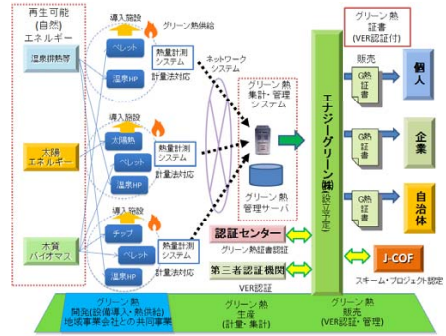 再生可能
(自然)
エネルギー
温泉排熱等
太陽
エネルギー
木質
バイオマス
導入施設
グリーン熱供給
ペレット
温泉HP
熱量計測
システム
計量法対応
導入施設
太陽熱
ペレット
温泉HP
熱量計測
システム
計量法対応
導入施設
チップ
ペレット
温泉HP
熱量計測
システム
計量法対応
ネットワーク
システム
グリーン熱
集計・管理
システム
グリーン熱
管理サーバ
認証センター
グリーン熱証書認証
第三者認証機関
VER認証
エナジーグリーン㈱(設立予定)
グリーン熱
証書
(VER認証付)
販売
G熱
証書
個人
G熱
証書
企業
G熱
証書
自治体
J-COF
スキーム・プロジェクト認定
グリーン熱
開発(設備導入・熱供給)
地域事業会社との共同事業
グリーン熱
生産
(計量・集計)
グリーン熱
販売
(VER認証・管理)